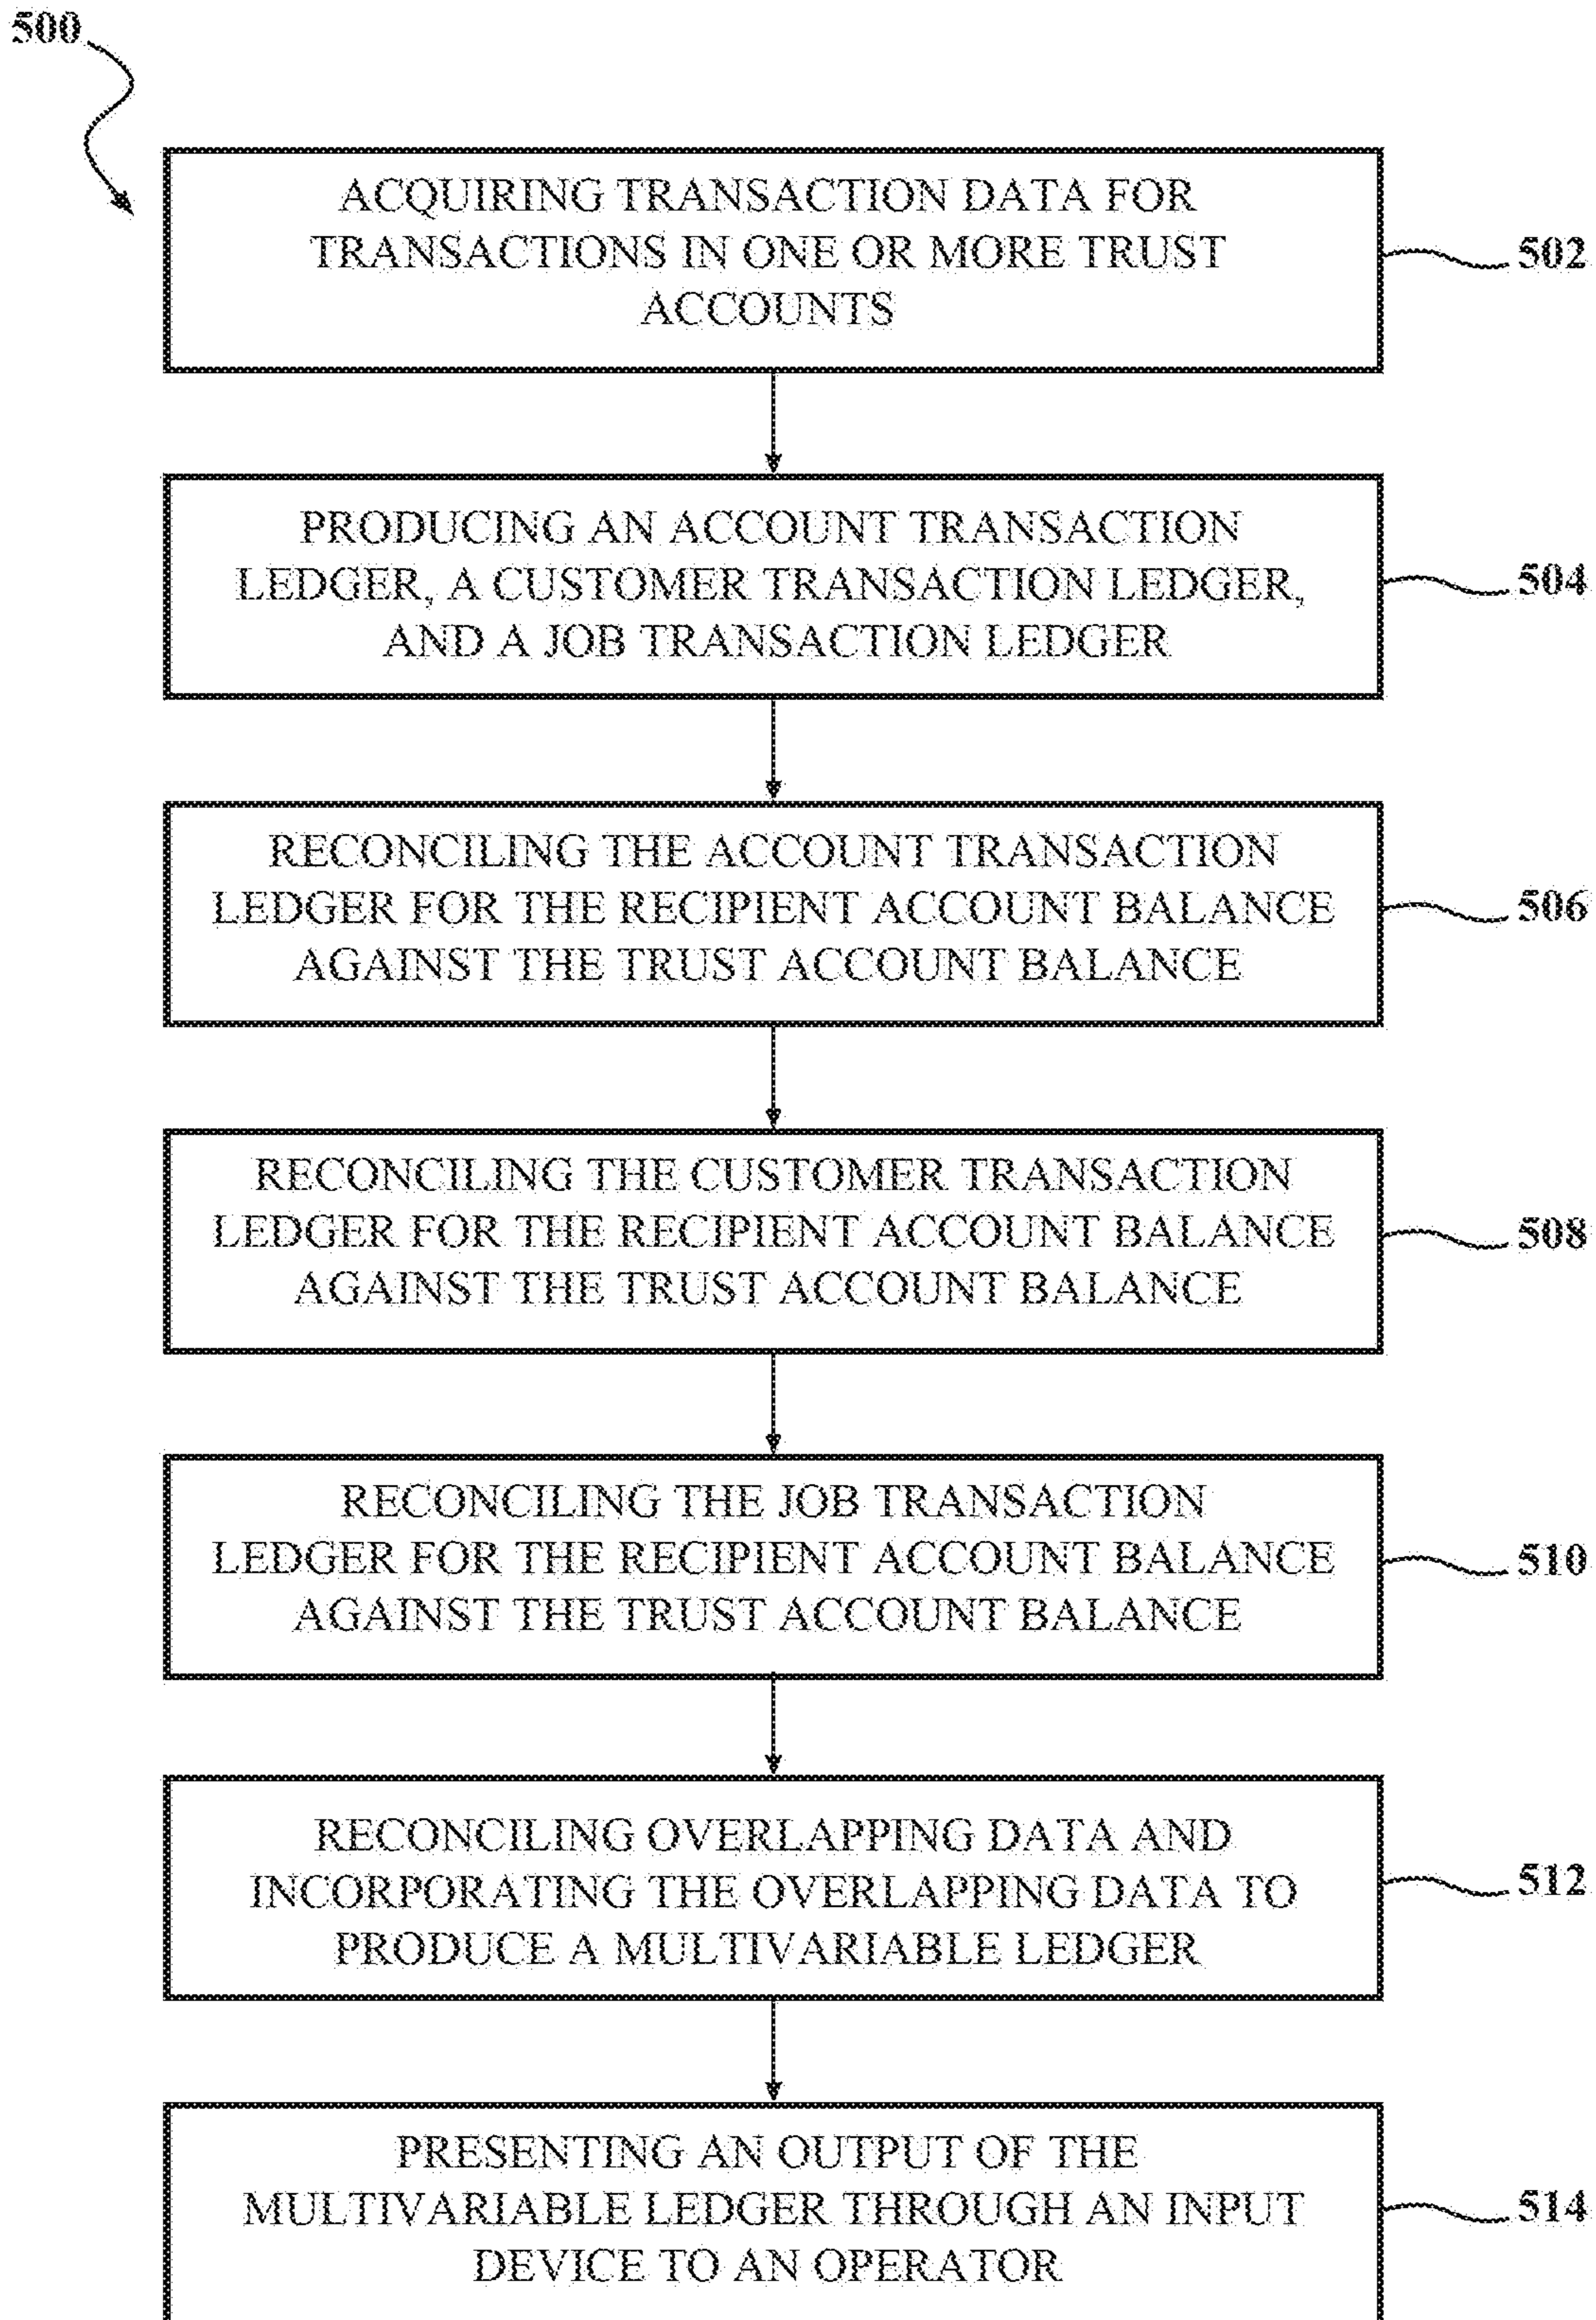 500
ACQUIRING TRANSACTION DATA FOR
TRANSACTIONS IN ONE OR MORE TRUST
ACCOUNTS
502
PRODUCING AN ACCOUNT TRANSACTION
LEDGER, A CUSTOMER TRANSACTION LEDGER,
AND A JOB TRANSACTION LEDGER
504
RECONCILING THE ACCOUNT TRANSACTION
LEDGER FOR THE RECIPIENT ACCOUNT BALANCE
AGAINST THE TRUST ACCOUNT BALANCE
506
RECONCILING THE CUSTOMER TRANSACTION
LEDGER FOR THE RECIPIENT ACCOUNT BALANCE
AGAINST THE TRUST ACCOUNT BALANCE
508
RECONCILING THE JOB TRANSACTION
LEDGER FOR THE RECIPIENT ACCOUNT BALANCE
AGAINST THE TRUST ACCOUNT BALANCE
510
RECONCILING OVERLAPPING DATA AND
INCORPORATING THE OVERLAPPING DATA TO
PRODUCE A MULTIVARIABLE LEDGER
512
PRESENTING AN OUTPUT OF THE
MULTIVARIABLE LEDGER THROUGH AN INPUT
DEVICE TO AN OPERATOR
514